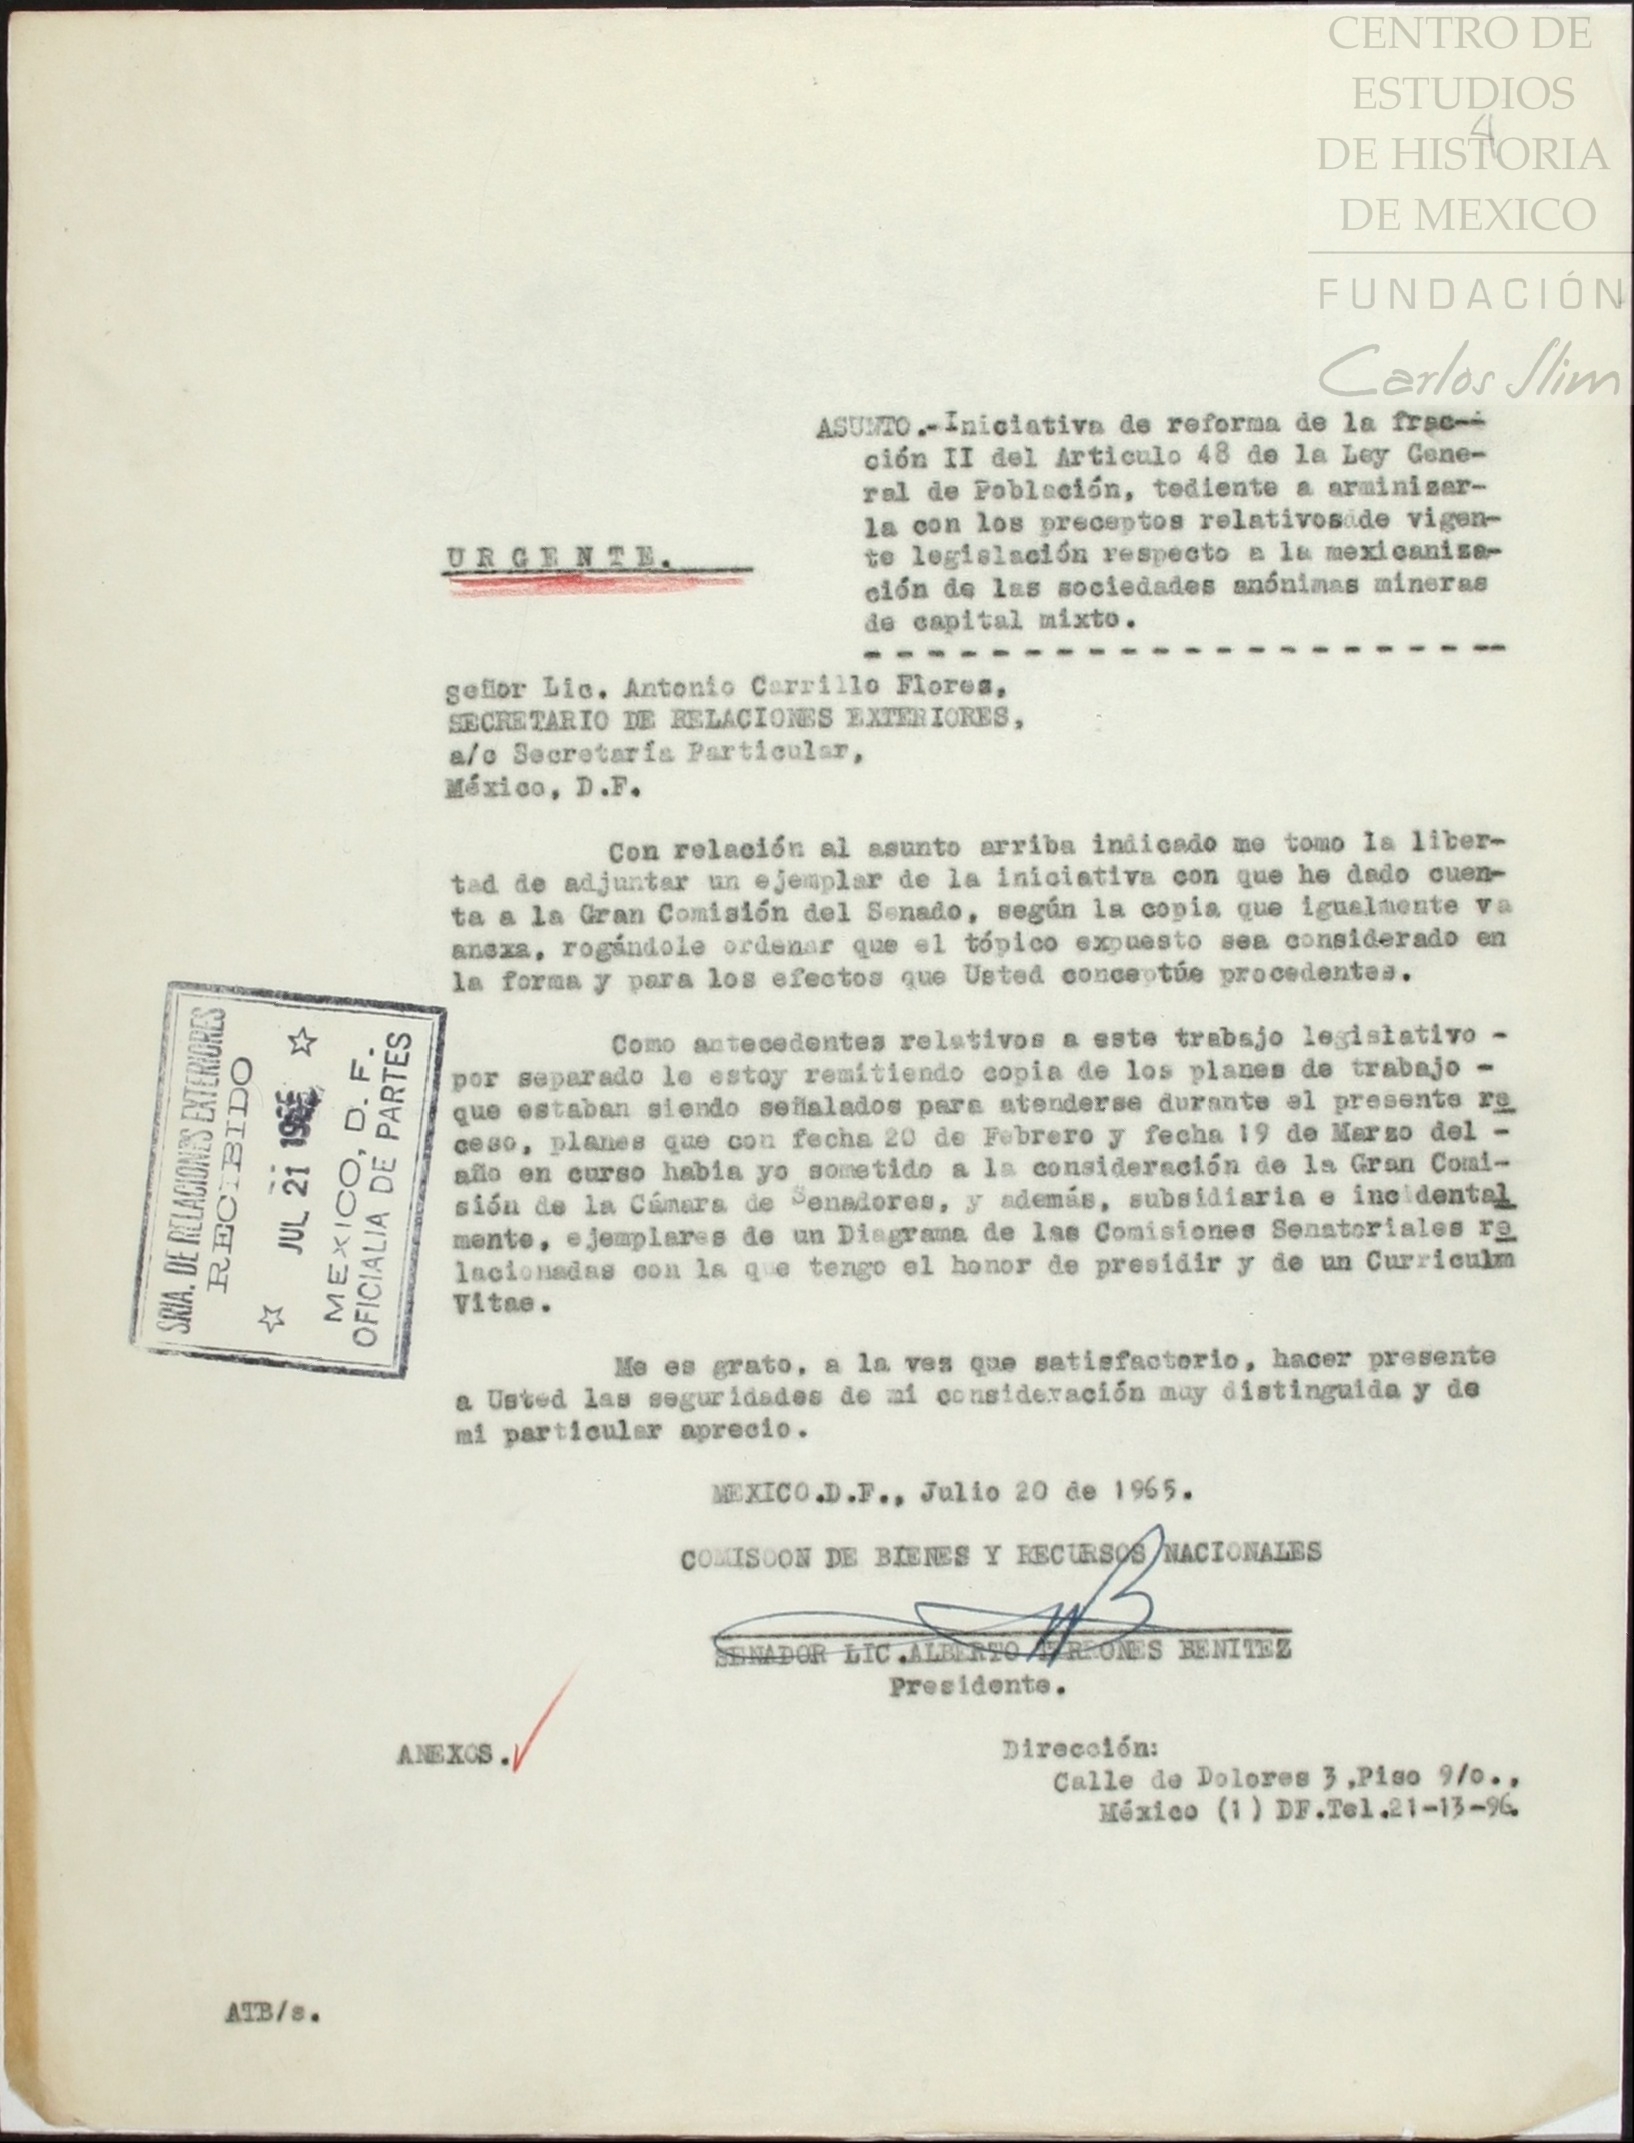 CENTRO DE
ESTUDIOS
DE HISTORIA
DE MEXICO
FUNDACIÓN
Carlos Slim
4
ASUNTO.-Iniciativa de reforma de la frac--
ción II del Articulo 48 de la Ley Gene-
ral de Población, tediente a arminizar-
la con los preceptos relativos de vigen-
te legislación respecto a la mexicaniza-
ción de las sociedades anónimas mineras
de capital mixto.
URGENTE.
Señor Lic. Antonio Carrillo Flores,
SECRETARIO DE RELACIONES EXTERIORES,
a/c Secretaría Particular,
México, D.F.
Con relación al asunto arriba indicado me tomo la liber-
tad de adjuntar un ejemplar de la iniciativa con que he dado cuen-
ta a la Gran Comisión del Senado, según la copia que igualmente va
anexa, rogándole ordenar que el tópico expuesto sea considerado en
la forma y para los efectos que Usted conceptúe procedentes.
Como antecedentes relativos a este trabajo legislativo -
por separado le estoy remitiendo copia de los planes de trabajo -
que estaban siendo señalados para atenderse durante el presente re
ceso, planes que con fecha 20 de Febrero y fecha 19 de Marzo del -
año en curso habia yo sometido a la consideración de la Gran Comi-
sión de la Cámara de Senadores, y además, subsidiaria e incidental
mente, ejemplares de un Diagrama de las Comisiones Senatoriales re
lacionadas con la que tengo el honor de presidir y de un Curriculm
Vitae.
Me es grato, a la vez que satisfactorio, hacer presente
a Usted las seguridades de mi consideración muy distinguida y de
mi particular aprecio.
MEXICO.D.F., Julio 20 de 1965.
COMISOON DE BIENES Y RECURSOS NACIONALES
SENADOR LIC.ALBERTO TERRONES BENITEZ
Presidente.
ANEXOS.
Dirección:
Calle de Dolores 3,Piso 9/o.,
México (1) DF.Tel.21-13-96.
ATB/s.
SRIA. DE RELACIONES EXTERIORES
RECIBIDO
JUL 21
MEXICO, D. F.
OFICIALIA DE PARTES